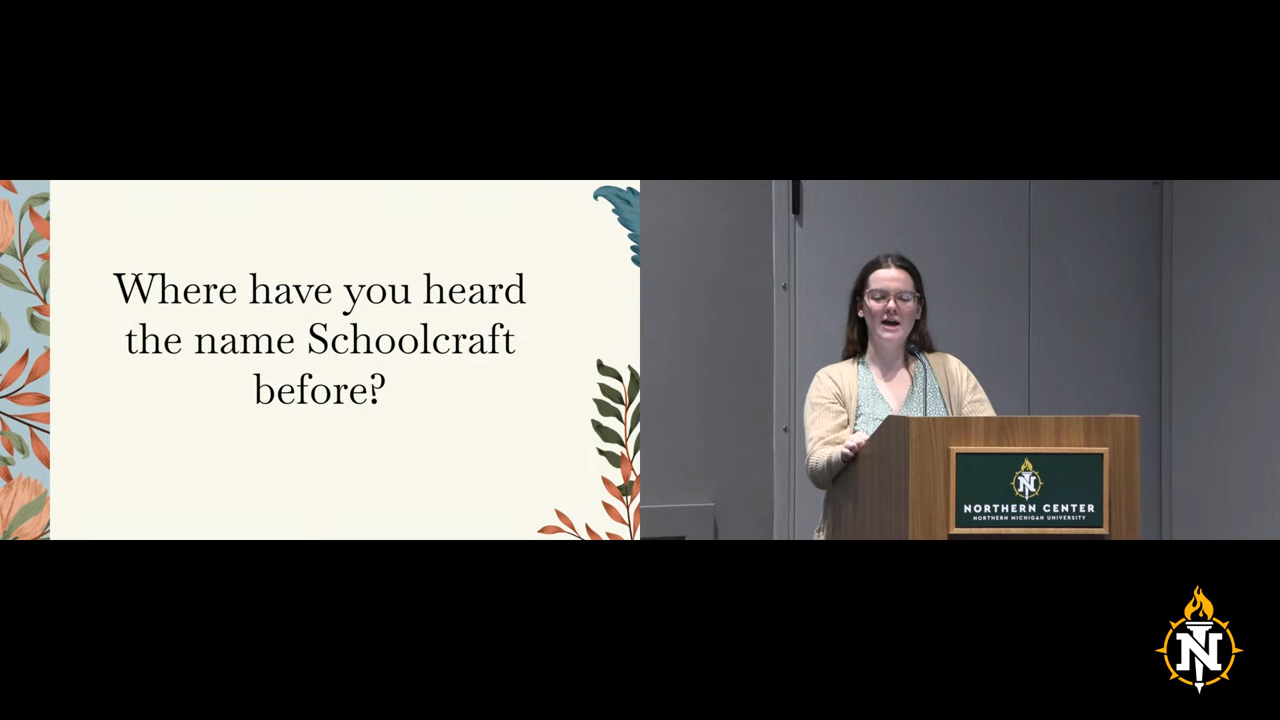 Where have you heard
the name Schoolcraft
before?
N
NORTHERN CENTER
NORTHERN MICHIGAN UNIVERSITY
N